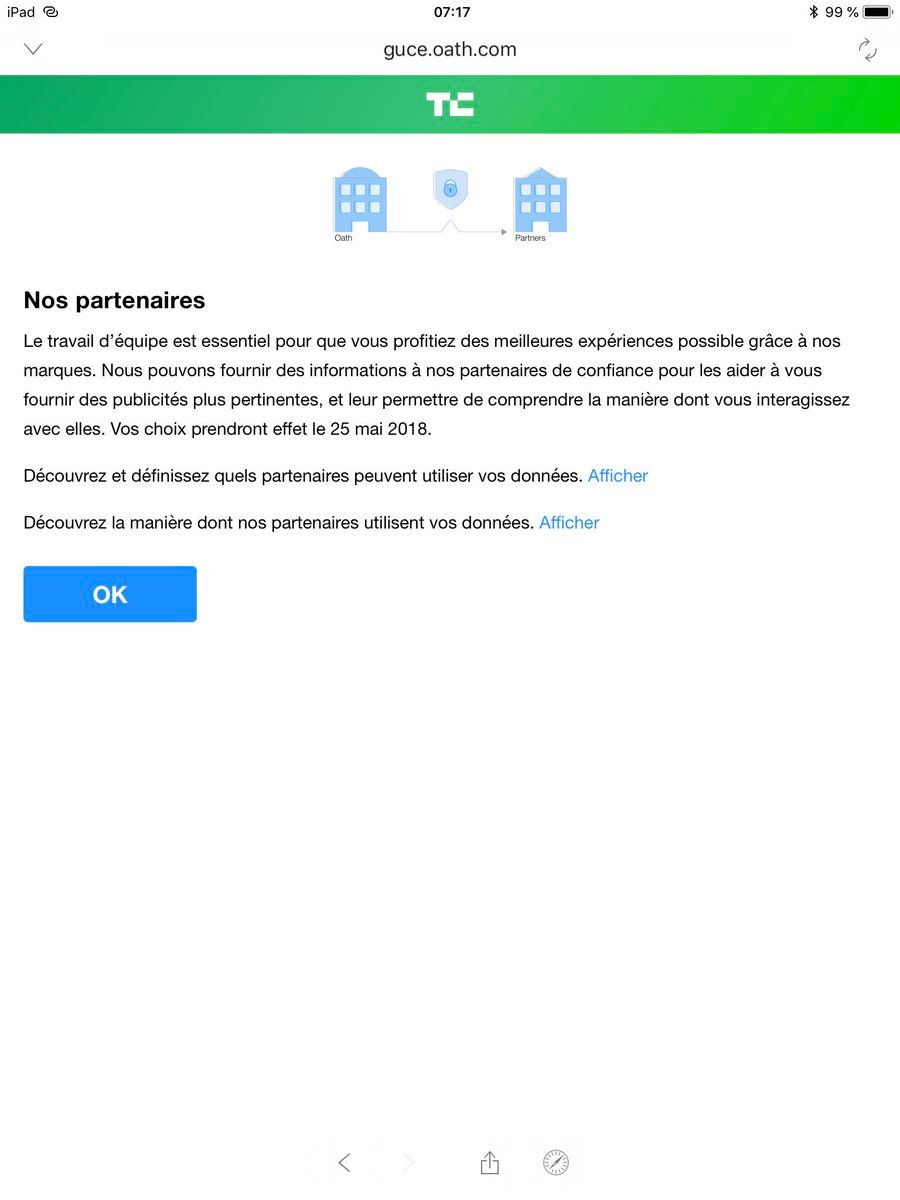 iPad 07:17 99 %
guce.oath.com
TC
Oath Partners
Nos partenaires
Le travail d’équipe est essentiel pour que vous profitiez des meilleures expériences possible grâce à nos
marques. Nous pouvons fournir des informations à nos partenaires de confiance pour les aider à vous
fournir des publicités plus pertinentes, et leur permettre de comprendre la manière dont vous interagissez
avec elles. Vos choix prendront effet le 25 mai 2018.
Découvrez et définissez quels partenaires peuvent utiliser vos données. Afficher
Découvrez la manière dont nos partenaires utilisent vos données. Afficher
OK